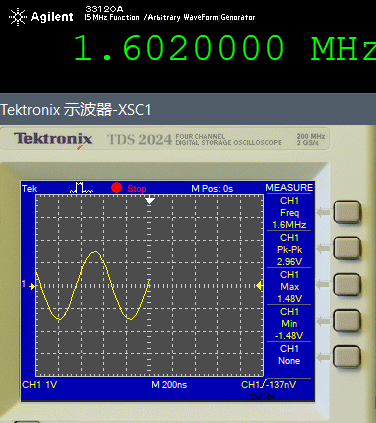 Agilent 33120A
15 MHz Function / Arbitrary Waveform Generator
1.6020000 MHz
Tektronix 示波器-XSC1
Tektronix TDS 2024 FOUR CHANNEL DIGITAL STORAGE OSCILLOSCOPE 200 MHz 2 GS/s
Tek Stop M Pos: 0s MEASURE
CH1
Freq
1.6MHz
CH1
Pk-Pk
2.96V
CH1
Max
1.48V
1
CH1
Min
-1.48V
CH1
None
CH1 1V M 200ns CH1/-137nV